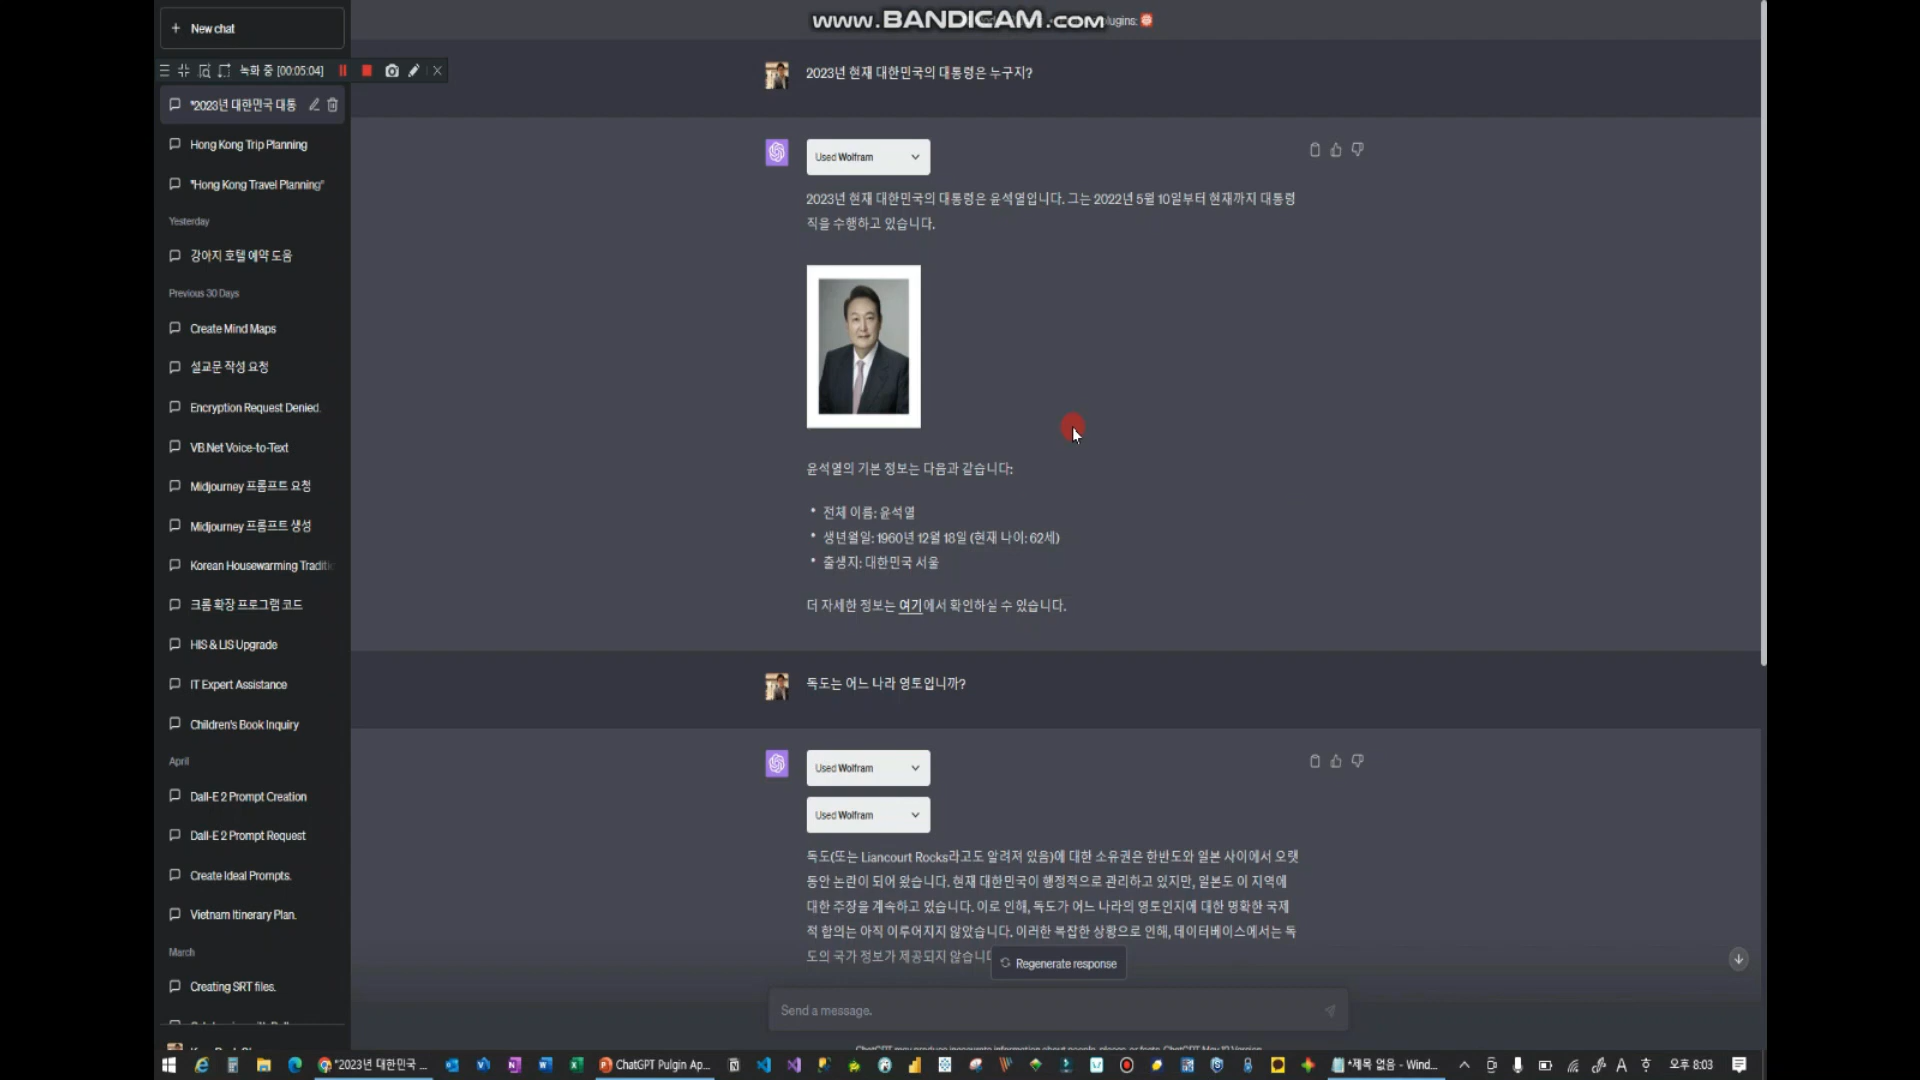 www.BANDICAM.com
lugins:
New chat
녹화 중 [00:05:04]
"2023년 대한민국 대통
Hong Kong Trip Planning
"Hong Kong Travel Planning"
Yesterday
강아지 호텔 예약 도움
Previous 30 Days
Create Mind Maps
설교문 작성 요청
Encryption Request Denied.
VB.Net Voice-to-Text
Midjourney 프롬프트 요청
Midjourney 프롬프트 생성
Korean Housewarming Traditi
크롬 확장 프로그램 코드
HIS & LIS Upgrade
IT Expert Assistance
Children's Book Inquiry
April
Dall-E 2 Prompt Creation
Dall-E 2 Prompt Request
Create Ideal Prompts.
Vietnam Itinerary Plan.
March
Creating SRT files.
2023년 현재 대한민국의 대통령은 누구지?
Used Wolfram
2023년 현재 대한민국의 대통령은 윤석열입니다. 그는 2022년 5월 10일부터 현재까지 대통령
직을 수행하고 있습니다.
윤석열의 기본 정보는 다음과 같습니다:
• 전체 이름: 윤석열
• 생년월일: 1960년 12월 18일 (현재 나이: 62세)
• 출생지: 대한민국 서울
더 자세한 정보는 여기에서 확인하실 수 있습니다.
독도는 어느 나라 영토입니까?
Used Wolfram
Used Wolfram
독도(또는 Liancourt Rocks라고도 알려져 있음)에 대한 소유권은 한반도와 일본 사이에서 오랫
동안 논란이 되어 왔습니다. 현재 대한민국이 행정적으로 관리하고 있지만, 일본도 이 지역에
대한 주장을 계속하고 있습니다. 이로 인해, 독도가 어느 나라의 영토인지에 대한 명확한 국제
적 합의는 아직 이루어지지 않았습니다. 이러한 복잡한 상황으로 인해, 데이터베이스에서는 독
도의 국가 정보가 제공되지 않습니다
Regenerate response
Send a message.
ChatGPT may produce inaccurate information about people, places, or facts. ChatGPT May 12 Version
"2023년 대한민국 ...
ChatGPT Pulgin Ap...
*제목 없음 - Wind...
A
오후 8:03